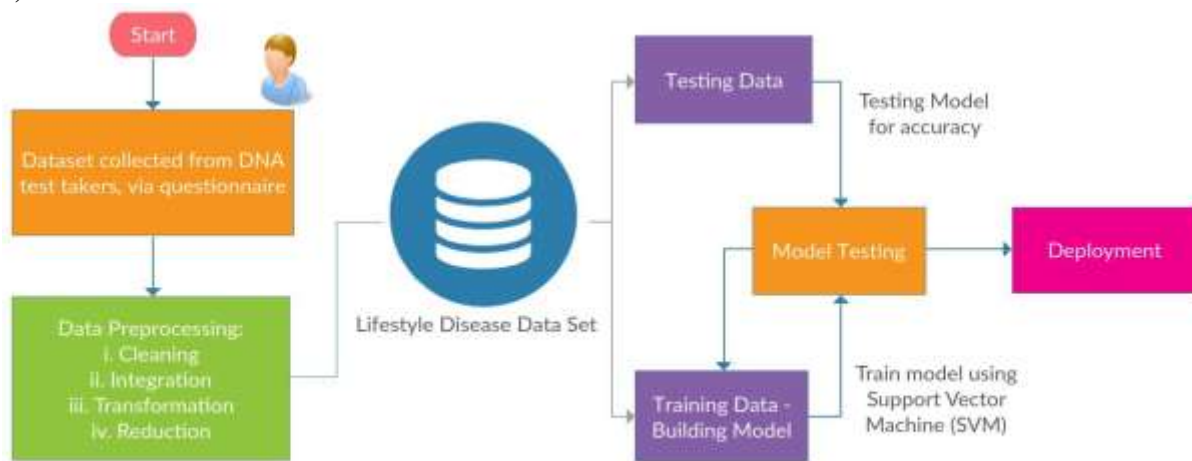 Start
Dataset collected from DNA
test takers, via questionnaire
Data Preprocessing:
i. Cleaning
ii. Integration
iii. Transformation
iv. Reduction
Lifestyle Disease Data Set
Testing Data
Testing Model
for accuracy
Model Testing
Deployment
Training Data -
Building Model
Train model using
Support Vector
Machine (SVM)